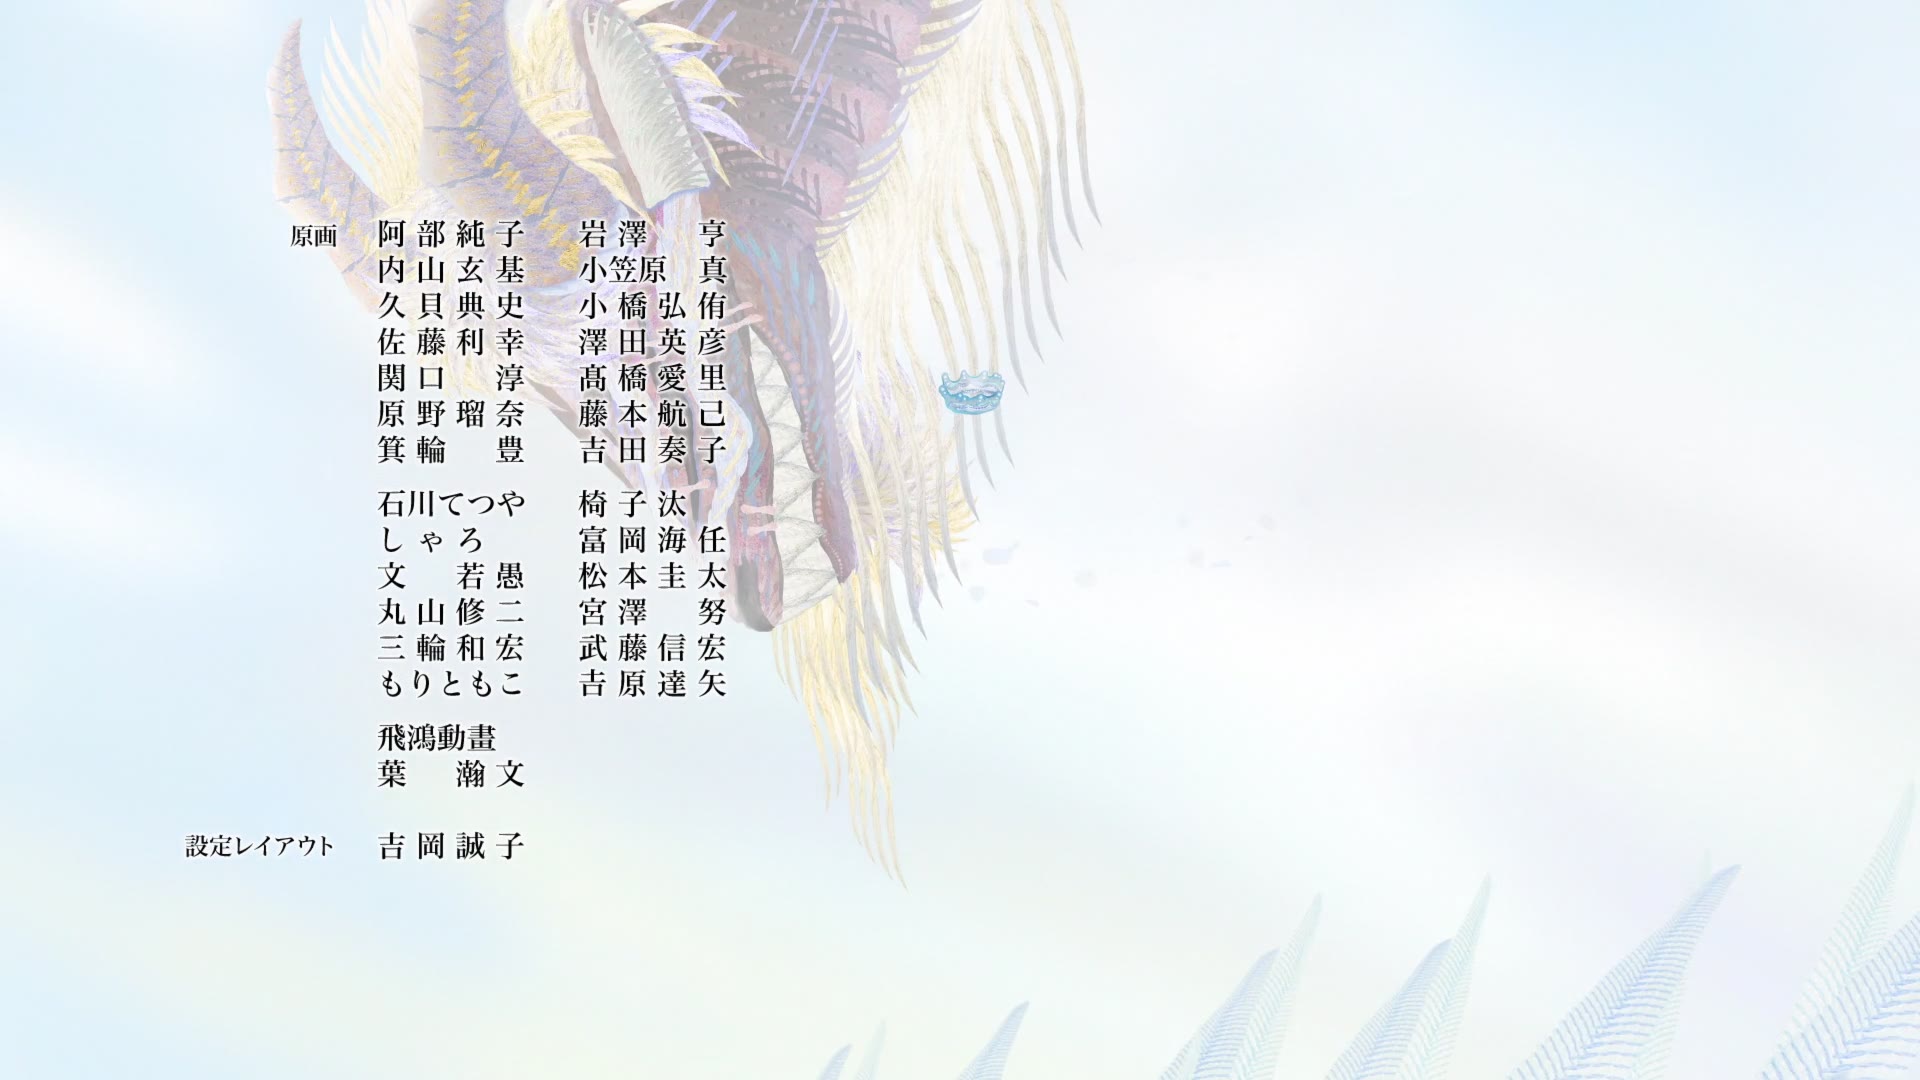 原画 阿部純子 岩澤 亨
内山玄基 小笠原 真
久貝典史 小橋弘侑
佐藤利幸 澤田英彦
関口 淳 髙橋愛里
原野瑠奈 藤本航己
箕輪 豊 吉田奏子
石川てつや 椅子汰
しゃろ 富岡海任
文 若愚 松本圭太
丸山修二 宮澤 努
三輪和宏 武藤信宏
もりともこ 𠮷原達矢
飛鴻動畫
葉 瀚文
設定レイアウト 吉岡誠子